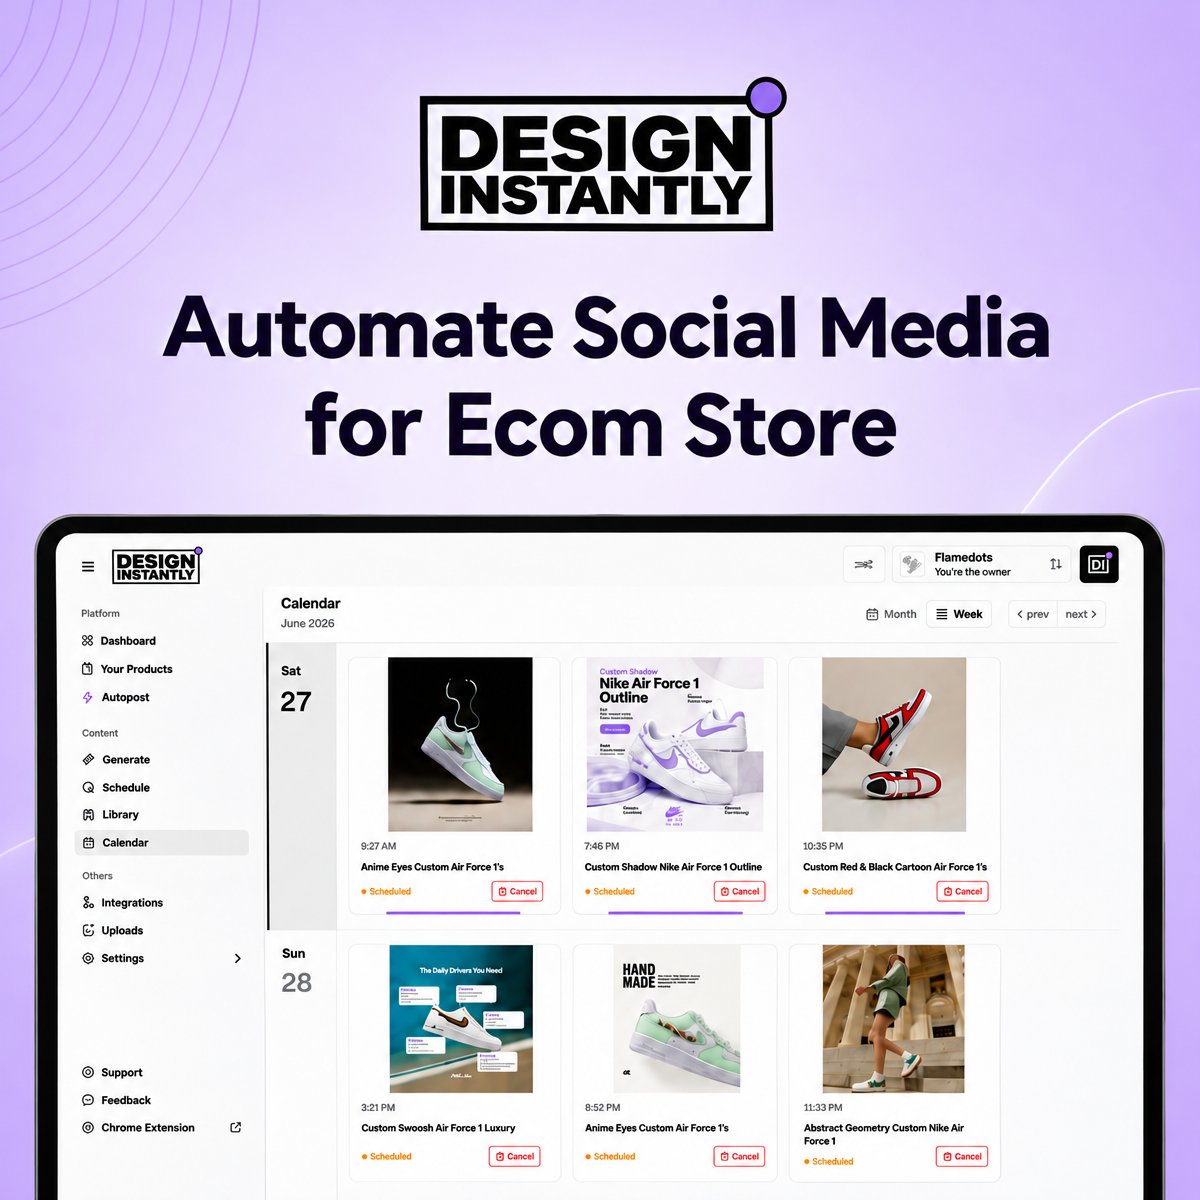 DESIGN
INSTANTLY
Automate Social Media
for Ecom Store
DESIGN
INSTANTLY
Flamedots
You're the owner
DI
Platform
Dashboard
Your Products
Autopost
Content
Generate
Schedule
Library
Calendar
Others
Integrations
Uploads
Settings
Support
Feedback
Chrome Extension
Calendar
June 2026
Month
Week
prev
next
Sat
27
Custom Shadow
Nike Air Force 1
Outline
9:27 AM
Anime Eyes Custom Air Force 1's
Scheduled
Cancel
7:46 PM
Custom Shadow Nike Air Force 1 Outline
Scheduled
Cancel
10:35 PM
Custom Red & Black Cartoon Air Force 1's
Scheduled
Cancel
Sun
28
The Daily Drivers You Need
HAND
MADE
3:21 PM
Custom Swoosh Air Force 1 Luxury
Scheduled
Cancel
8:52 PM
Anime Eyes Custom Air Force 1's
Scheduled
Cancel
11:33 PM
Abstract Geometry Custom Nike Air
Force 1
Scheduled
Cancel